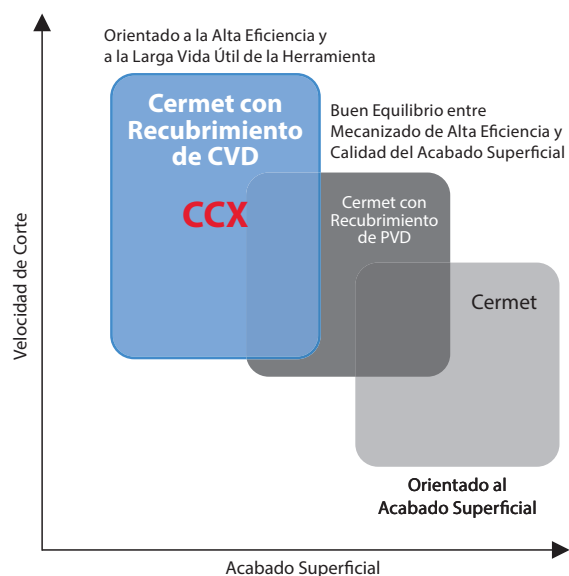 Orientado a la Alta Eficiencia y
a la Larga Vida Útil de la Herramienta
Cermet con
Recubrimiento
de CVD
CCX
Buen Equilibrio entre
Mecanizado de Alta Eficiencia y
Calidad del Acabado Superficial
Cermet con
Recubrimiento
de PVD
Cermet
Orientado al
Acabado Superficial
Velocidad de Corte
Acabado Superficial